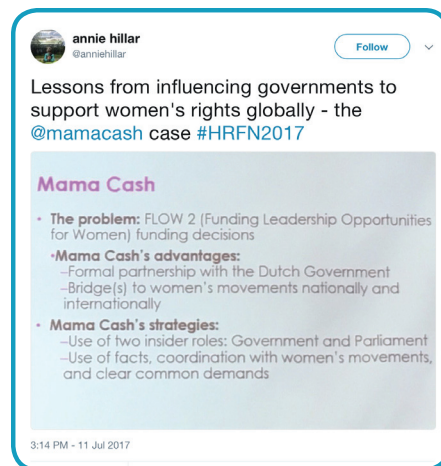 annie hillar
@anniehillar
Follow
Lessons from influencing governments to
support women's rights globally - the
@mamacash case #HRFN2017
Mama Cash
• The problem: FLOW 2 (Funding Leadership Opportunities
for Women) funding decisions
•Mama Cash's advantages:
–Formal partnership with the Dutch Government
–Bridge(s) to women's movements nationally and
internationally
• Mama Cash's strategies:
–Use of two insider roles: Government and Parliament
–Use of facts, coordination with women's movements,
and clear common demands
3:14 PM - 11 Jul 2017